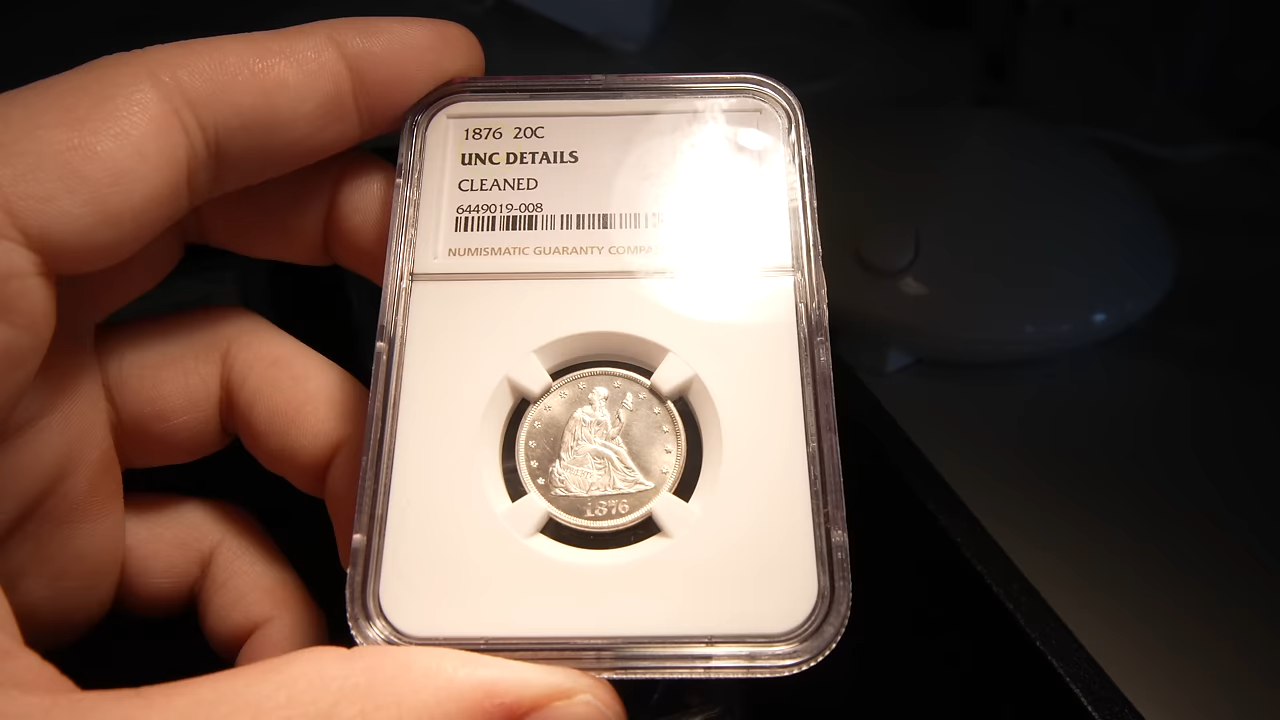 1876 20C
UNC DETAILS
CLEANED
6449019-008
NUMISMATIC GUARANTY
1876